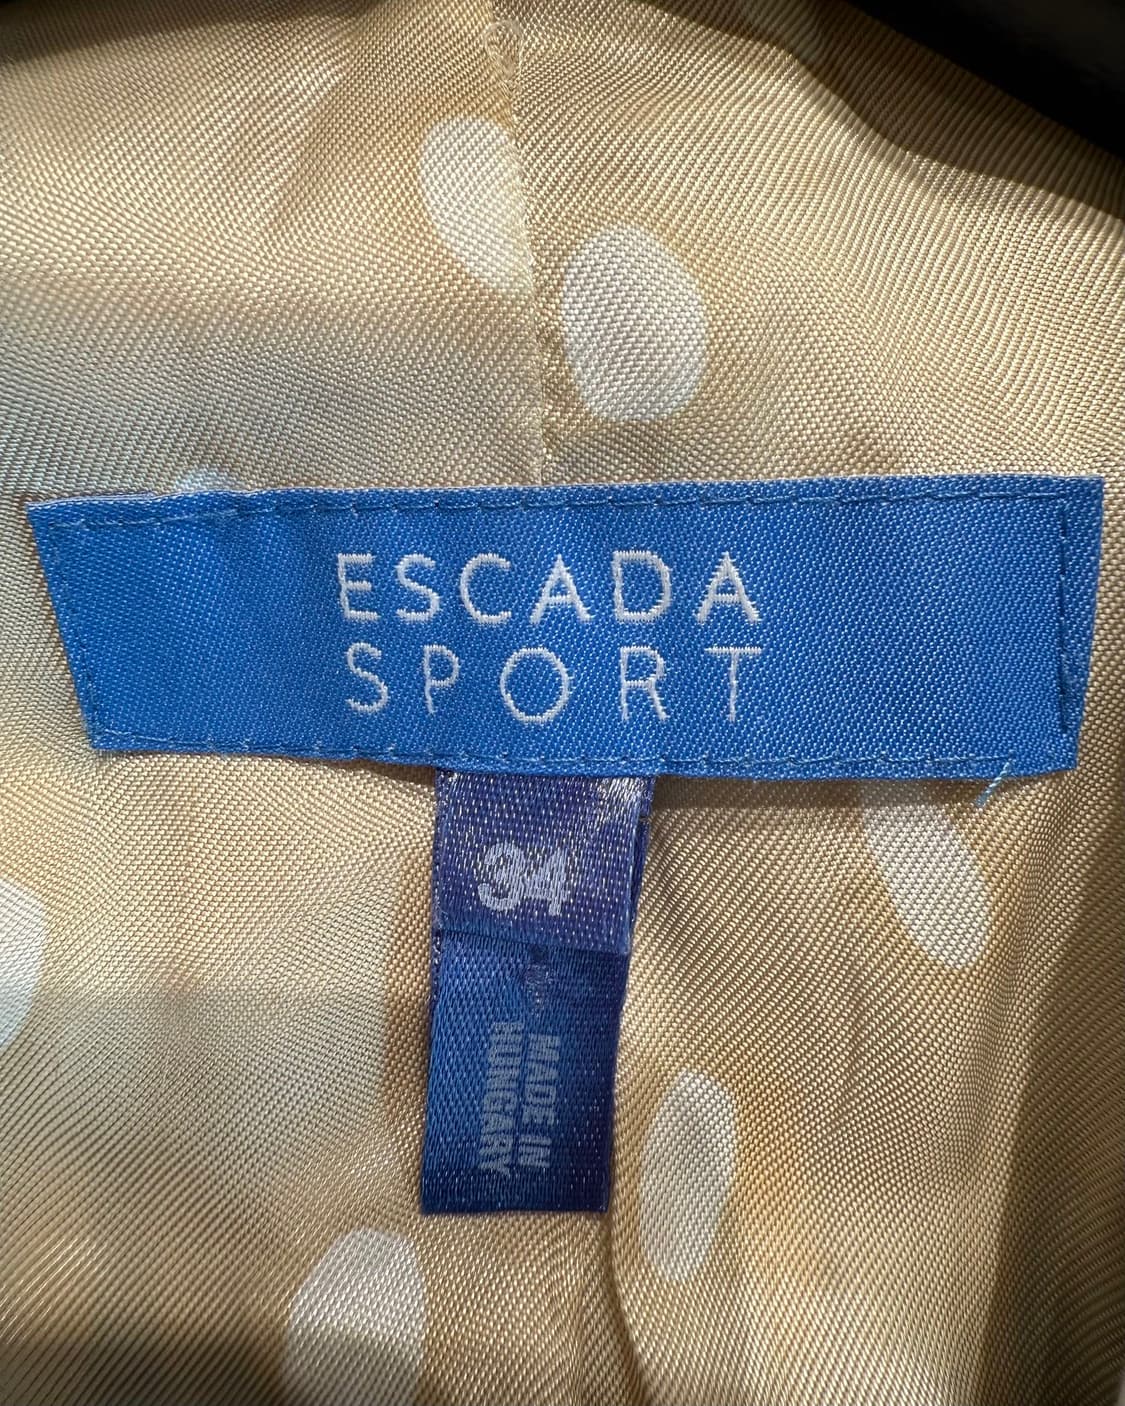 ESCADA
SPORT
34
MADE IN
HUNGARY